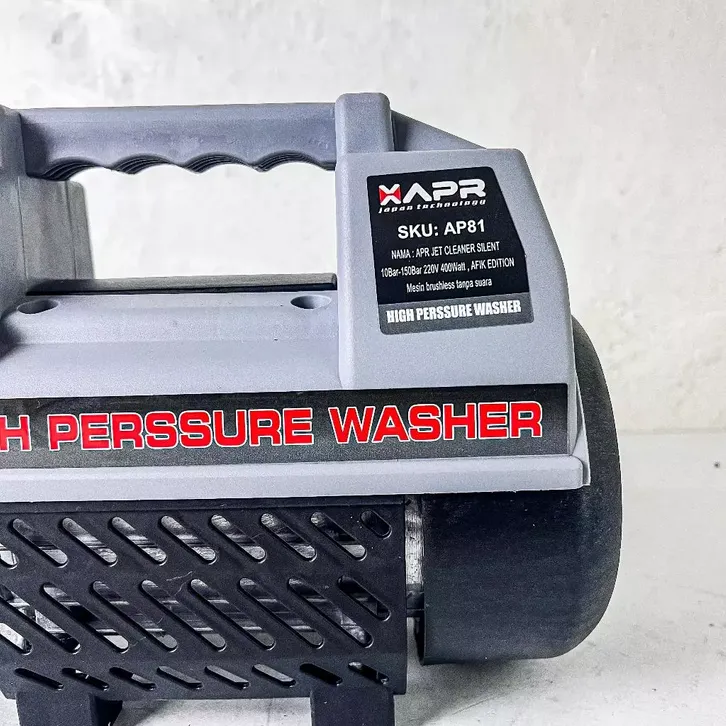 APR
japan technology
SKU: AP81
NAMA : APR JET CLEANER SILENT
10Bar-150Bar 220V 400Watt , AFIK EDITION
Mesin brushless tanpa suara
HIGH PERSSURE WASHER
H PERSSURE WASHER